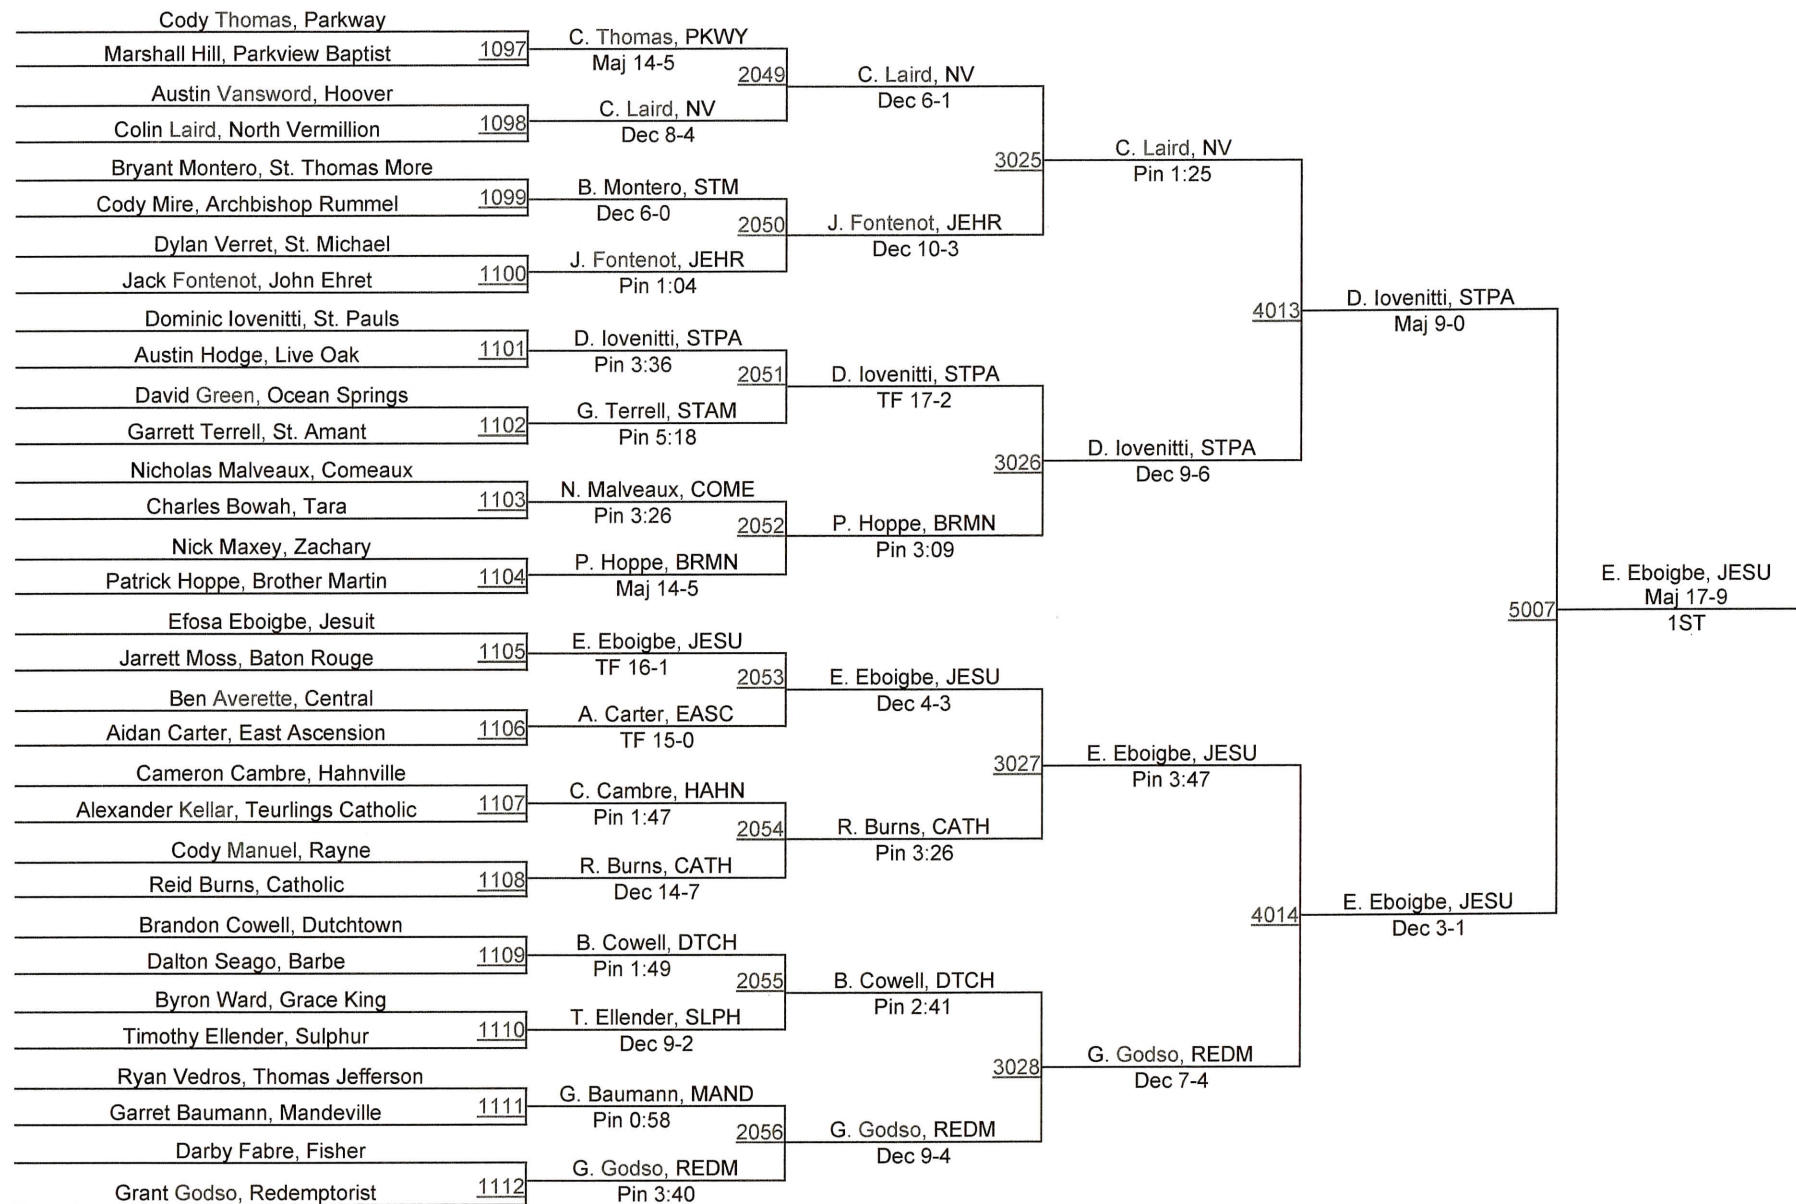 Cody Thomas, Parkway
Marshall Hill, Parkview Baptist
1097
Austin Vansword, Hoover
Colin Laird, North Vermillion
1098
Bryant Montero, St. Thomas More
Cody Mire, Archbishop Rummel
1099
Dylan Verret, St. Michael
Jack Fontenot, John Ehret
1100
Dominic Iovenitti, St. Pauls
Austin Hodge, Live Oak
1101
David Green, Ocean Springs
Garrett Terrell, St. Amant
1102
Nicholas Malveaux, Comeaux
Charles Bowah, Tara
1103
Nick Maxey, Zachary
Patrick Hoppe, Brother Martin
1104
Efosa Eboigbe, Jesuit
Jarrett Moss, Baton Rouge
1105
Ben Averette, Central
Aidan Carter, East Ascension
1106
Cameron Cambre, Hahnville
Alexander Kellar, Teurlings Catholic
1107
Cody Manuel, Rayne
Reid Burns, Catholic
1108
Brandon Cowell, Dutchtown
Dalton Seago, Barbe
1109
Byron Ward, Grace King
Timothy Ellender, Sulphur
1110
Ryan Vedros, Thomas Jefferson
Garret Baumann, Mandeville
1111
Darby Fabre, Fisher
Grant Godso, Redemptorist
1112
C. Thomas, PKWY
Maj 14-5
2049
C. Laird, NV
Dec 8-4
B. Montero, STM
Dec 6-0
2050
J. Fontenot, JEHR
Pin 1:04
D. Iovenitti, STPA
Pin 3:36
2051
G. Terrell, STAM
Pin 5:18
N. Malveaux, COME
Pin 3:26
2052
P. Hoppe, BRMN
Maj 14-5
E. Eboigbe, JESU
TF 16-1
2053
A. Carter, EASC
TF 15-0
C. Cambre, HAHN
Pin 1:47
2054
R. Burns, CATH
Dec 14-7
B. Cowell, DTCH
Pin 1:49
2055
T. Ellender, SLPH
Dec 9-2
G. Baumann, MAND
Pin 0:58
2056
G. Godso, REDM
Pin 3:40
C. Laird, NV
Dec 6-1
3025
J. Fontenot, JEHR
Dec 10-3
D. Iovenitti, STPA
TF 17-2
3026
P. Hoppe, BRMN
Pin 3:09
E. Eboigbe, JESU
Dec 4-3
3027
R. Burns, CATH
Pin 3:26
B. Cowell, DTCH
Pin 2:41
3028
G. Godso, REDM
Dec 9-4
C. Laird, NV
Pin 1:25
4013
D. Iovenitti, STPA
Dec 9-6
E. Eboigbe, JESU
Pin 3:47
4014
G. Godso, REDM
Dec 7-4
D. Iovenitti, STPA
Maj 9-0
5007
E. Eboigbe, JESU
Dec 3-1
E. Eboigbe, JESU
Maj 17-9
1ST